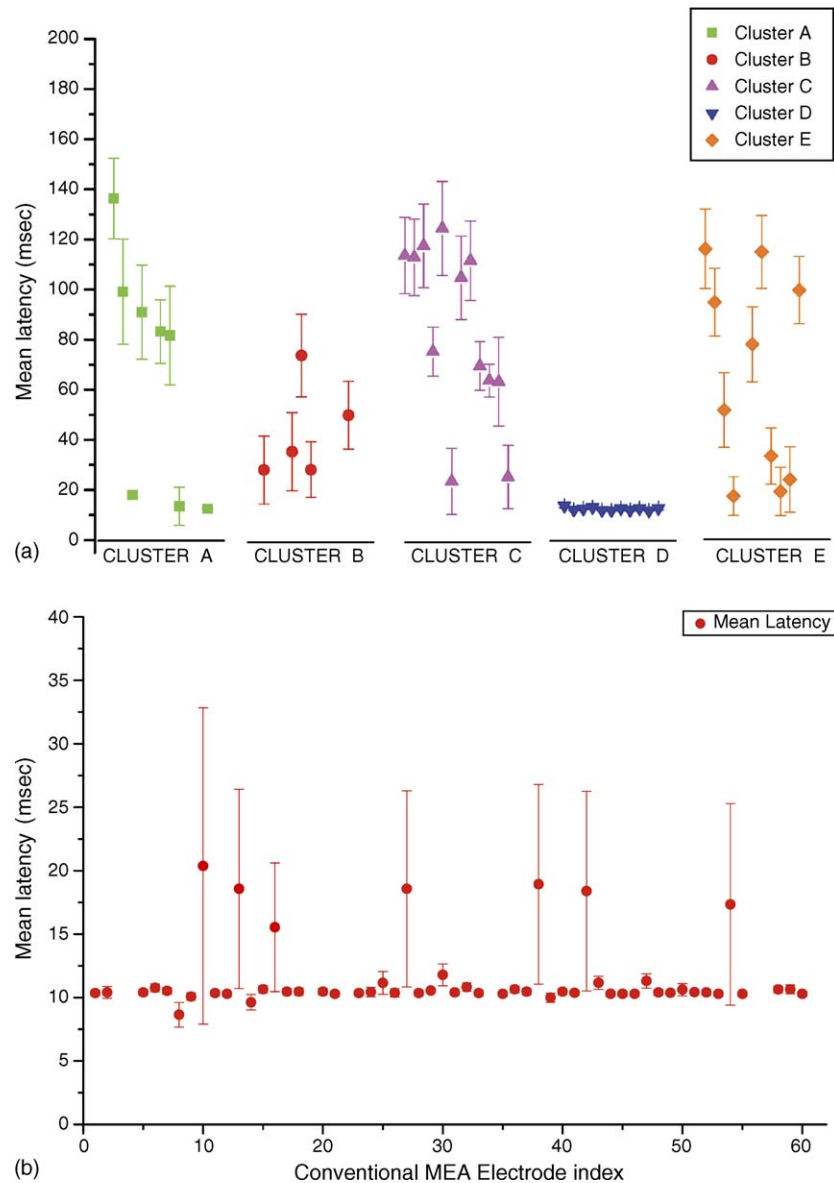 200
180
160
140
120
100
80
60
40
20
0
Mean latency (msec)
Cluster A
Cluster B
Cluster C
Cluster D
Cluster E
(a)
CLUSTER A
CLUSTER B
CLUSTER C
CLUSTER D
CLUSTER E
Mean Latency
40
35
30
25
20
15
10
5
0
Mean latency (msec)
0 10 20 30 40 50 60
(b)
Conventional MEA Electrode index